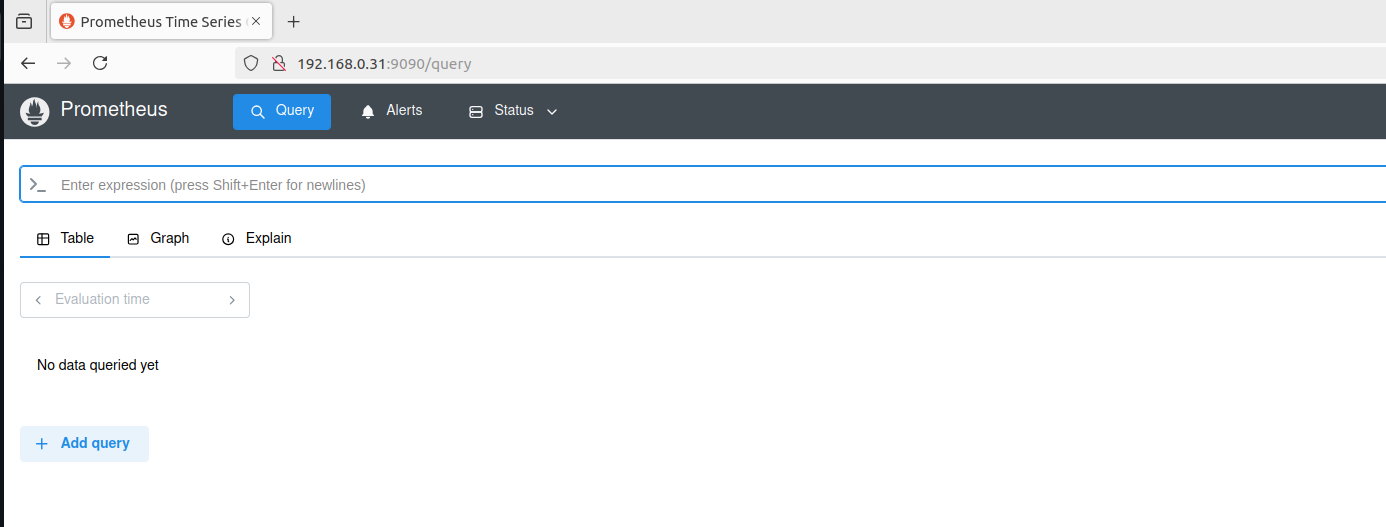 Prometheus Time Series
192.168.0.31:9090/query
Prometheus Query Alerts Status
Enter expression (press Shift+Enter for newlines)
Table Graph Explain
Evaluation time
No data queried yet
Add query